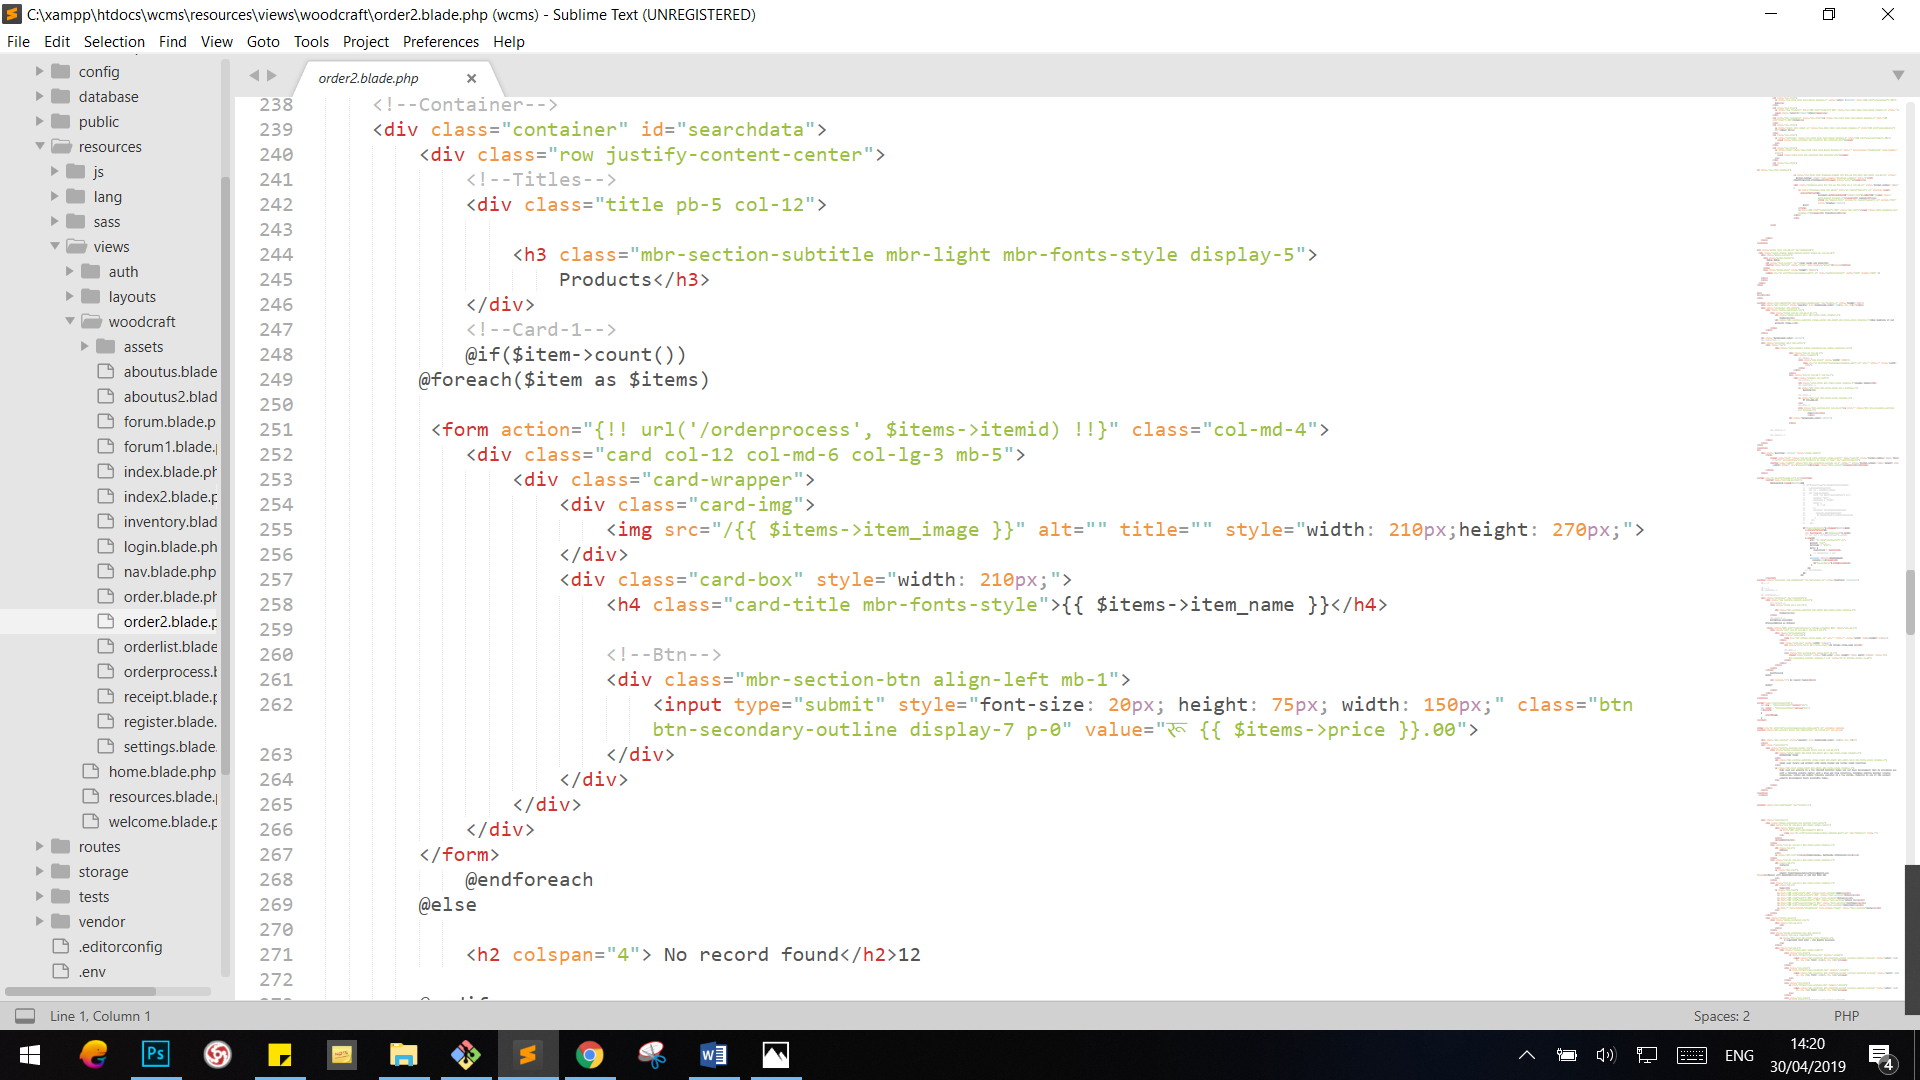 C:\xampp\htdocs\wcms\resources\views\woodcraft\order2.blade.php (wcms) - Sublime Text (UNREGISTERED)
File Edit Selection Find View Goto Tools Project Preferences Help
config
database
public
resources
js
lang
sass
views
auth
layouts
woodcraft
assets
aboutus.blade
aboutus2.blad
forum.blade.p
forum1.blade.
index.blade.ph
index2.blade.p
inventory.blad
login.blade.ph
nav.blade.php
order.blade.ph
order2.blade.p
orderlist.blade
orderprocess.b
receipt.blade.p
register.blade.
settings.blade.
home.blade.php
resources.blade.
welcome.blade.p
routes
storage
tests
vendor
.editorconfig
.env
order2.blade.php
238 <!--Container-->
239 <div class="container" id="searchdata">
240 <div class="row justify-content-center">
241 <!--Titles-->
242 <div class="title pb-5 col-12">
243
244 <h3 class="mbr-section-subtitle mbr-light mbr-fonts-style display-5">
245 Products</h3>
246 </div>
247 <!--Card-1-->
248 @if($item->count())
249 @foreach($item as $items)
250
251 <form action="{!! url('/orderprocess', $items->itemid) !!}" class="col-md-4">
252 <div class="card col-12 col-md-6 col-lg-3 mb-5">
253 <div class="card-wrapper">
254 <div class="card-img">
255 <img src="/{{ $items->item_image }}" alt="" title="" style="width: 210px;height: 270px;">
256 </div>
257 <div class="card-box" style="width: 210px;">
258 <h4 class="card-title mbr-fonts-style">{{ $items->item_name }}</h4>
259
260 <!--Btn-->
261 <div class="mbr-section-btn align-left mb-1">
262 <input type="submit" style="font-size: 20px; height: 75px; width: 150px;" class="btn
btn-secondary-outline display-7 p-0" value="रू {{ $items->price }}.00">
263 </div>
264 </div>
265 </div>
266 </div>
267 </form>
268 @endforeach
269 @else
270
271 <h2 colspan="4"> No record found</h2>12
272
Line 1, Column 1
Spaces: 2 PHP
Ps
ENG
14:20
30/04/2019
4